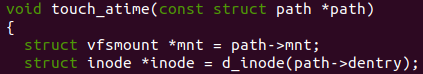 void touch_atime(const struct path *path)
{
  struct vfsmount *mnt = path->mnt;
  struct inode *inode = d_inode(path->dentry);